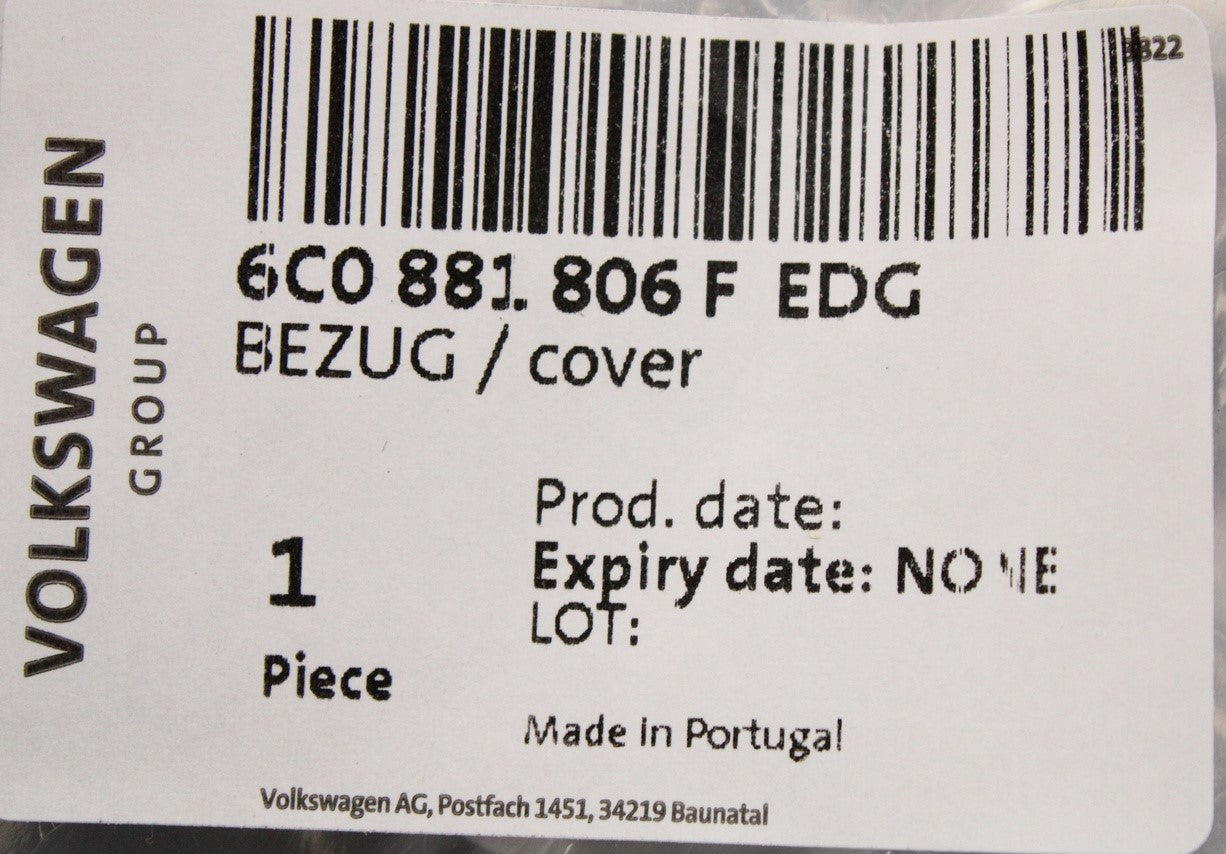 VOLKSWAGEN
GROUP
6C0 881 806 F EDG
BEZUG / cover
1
Piece
Prod. date:
Expiry date: NONE
LOT:
Made in Portugal
Volkswagen AG, Postfach 1451, 34219 Baunatal